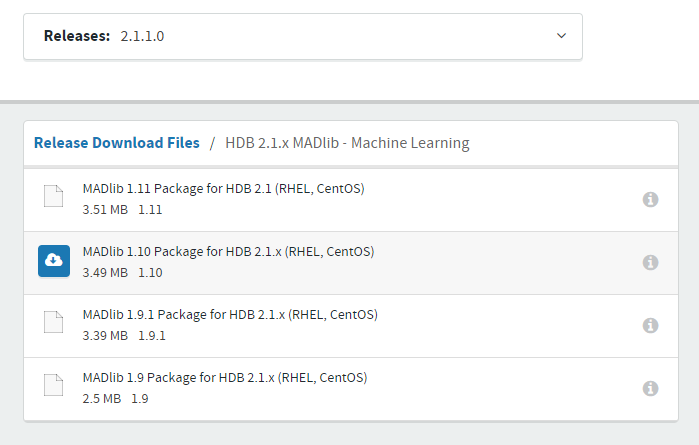 Releases: 2.1.1.0
Release Download Files / HDB 2.1.x MADlib - Machine Learning
MADlib 1.11 Package for HDB 2.1 (RHEL, CentOS)
3.51 MB 1.11
MADlib 1.10 Package for HDB 2.1.x (RHEL, CentOS)
3.49 MB 1.10
MADlib 1.9.1 Package for HDB 2.1.x (RHEL, CentOS)
3.39 MB 1.9.1
MADlib 1.9 Package for HDB 2.1.x (RHEL, CentOS)
2.5 MB 1.9